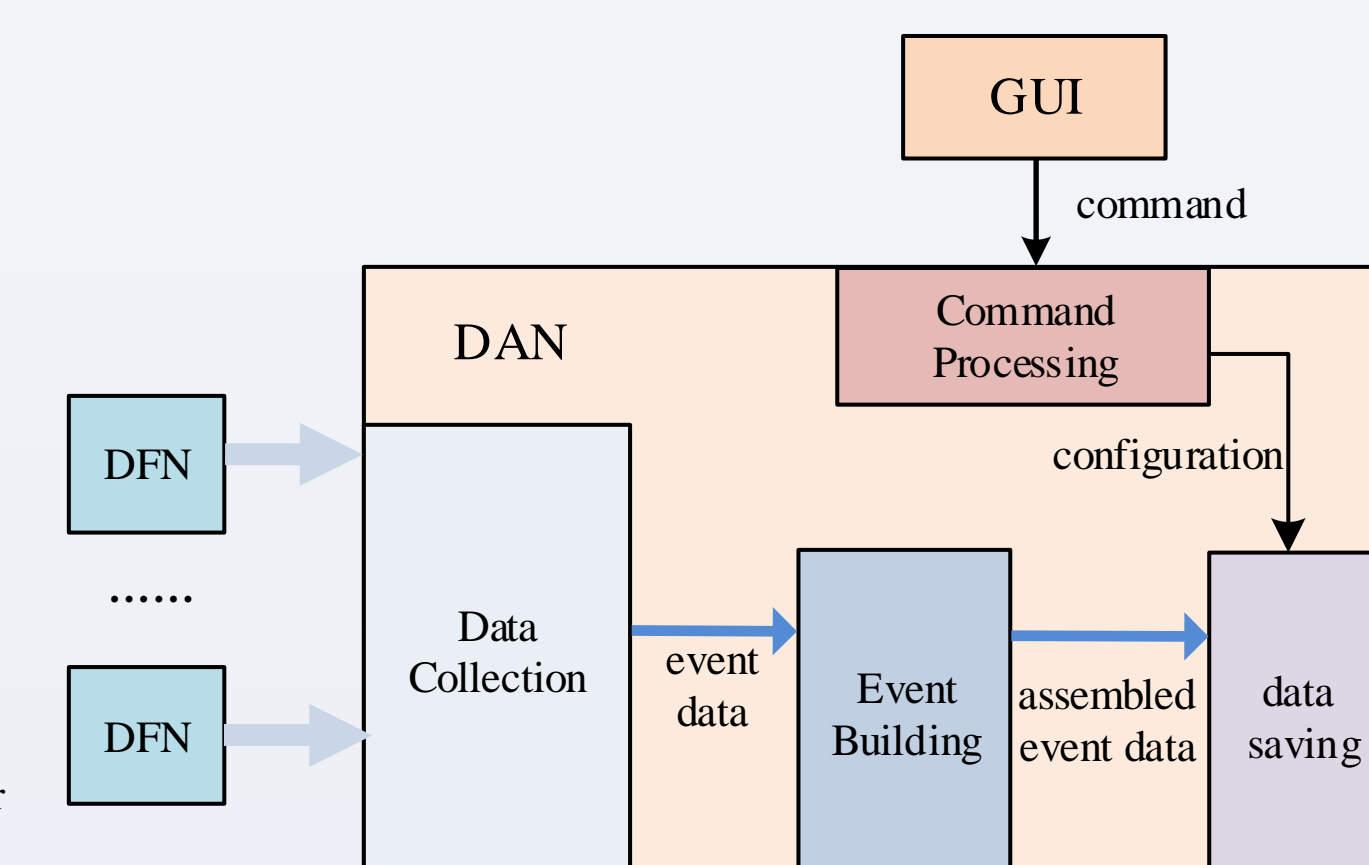 GUI
command
DAN
Command
Processing
configuration
DFN
......
DFN
Data
Collection
event
data
Event
Building
assembled
event data
data
saving